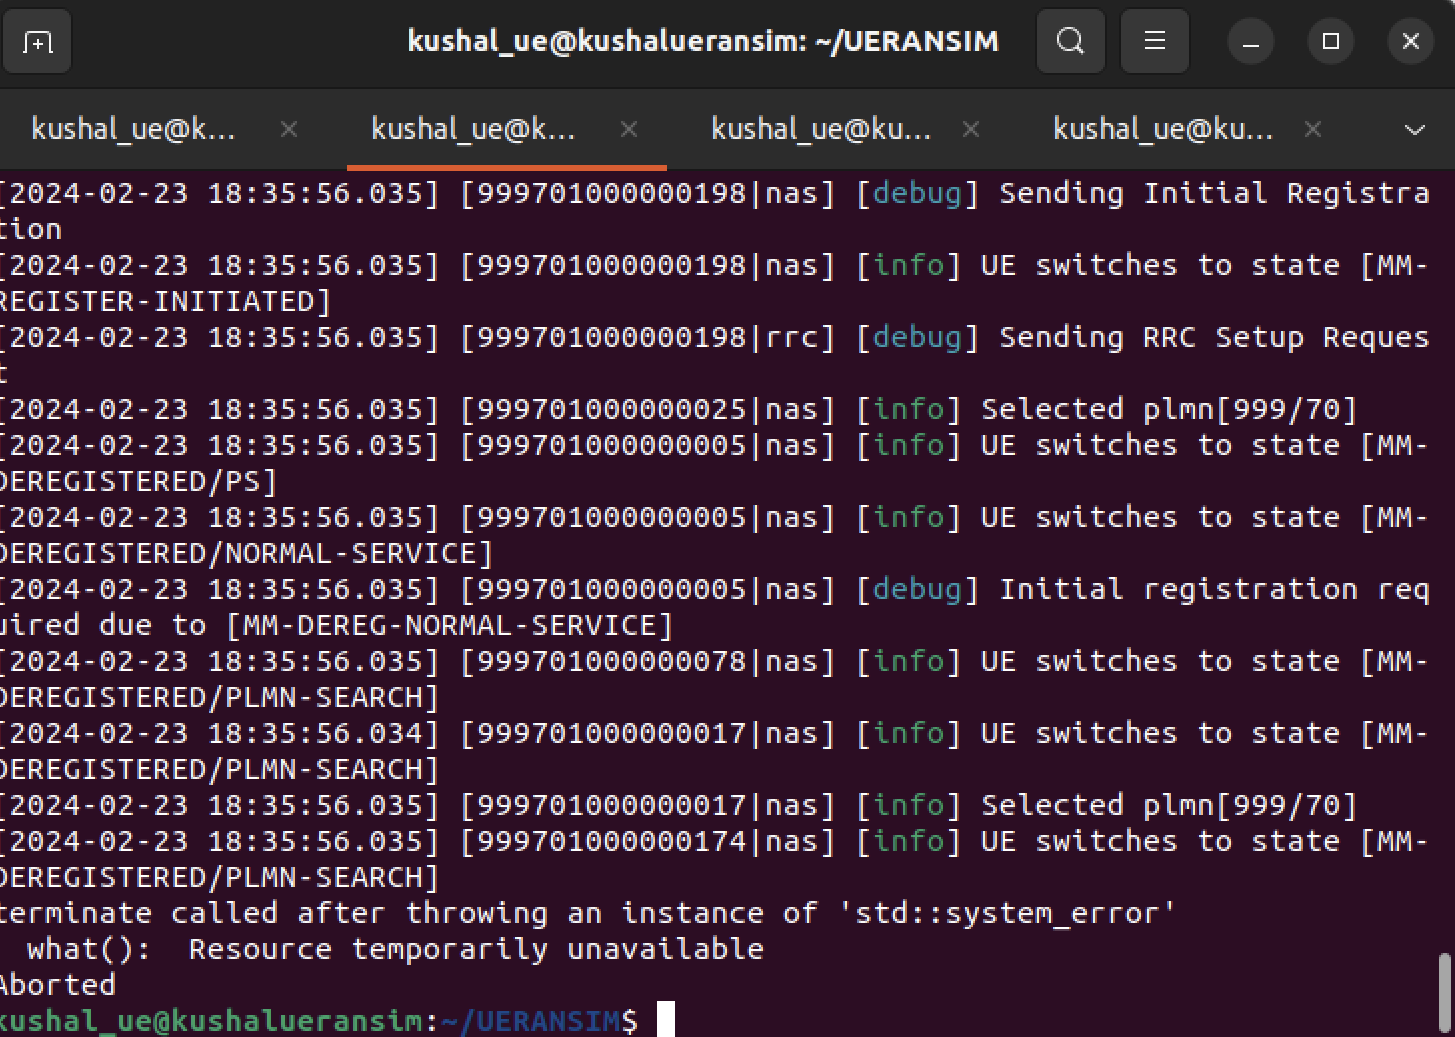 kushal_ue@kushalueransim: ~/UERANSIM
kushal_ue@k... kushal_ue@k... kushal_ue@ku... kushal_ue@ku...
[2024-02-23 18:35:56.035] [999701000000198|nas] [debug] Sending Initial Registra
tion
[2024-02-23 18:35:56.035] [999701000000198|nas] [info] UE switches to state [MM-
REGISTER-INITIATED]
[2024-02-23 18:35:56.035] [999701000000198|rrc] [debug] Sending RRC Setup Reques
t
[2024-02-23 18:35:56.035] [999701000000025|nas] [info] Selected plmn[999/70]
[2024-02-23 18:35:56.035] [999701000000005|nas] [info] UE switches to state [MM-
DEREGISTERED/PS]
[2024-02-23 18:35:56.035] [999701000000005|nas] [info] UE switches to state [MM-
DEREGISTERED/NORMAL-SERVICE]
[2024-02-23 18:35:56.035] [999701000000005|nas] [debug] Initial registration req
uired due to [MM-DEREG-NORMAL-SERVICE]
[2024-02-23 18:35:56.035] [999701000000078|nas] [info] UE switches to state [MM-
DEREGISTERED/PLMN-SEARCH]
[2024-02-23 18:35:56.034] [999701000000017|nas] [info] UE switches to state [MM-
DEREGISTERED/PLMN-SEARCH]
[2024-02-23 18:35:56.035] [999701000000017|nas] [info] Selected plmn[999/70]
[2024-02-23 18:35:56.035] [999701000000174|nas] [info] UE switches to state [MM-
DEREGISTERED/PLMN-SEARCH]
terminate called after throwing an instance of 'std::system_error'
  what():  Resource temporarily unavailable
Aborted
kushal_ue@kushalueransim:~/UERANSIM$